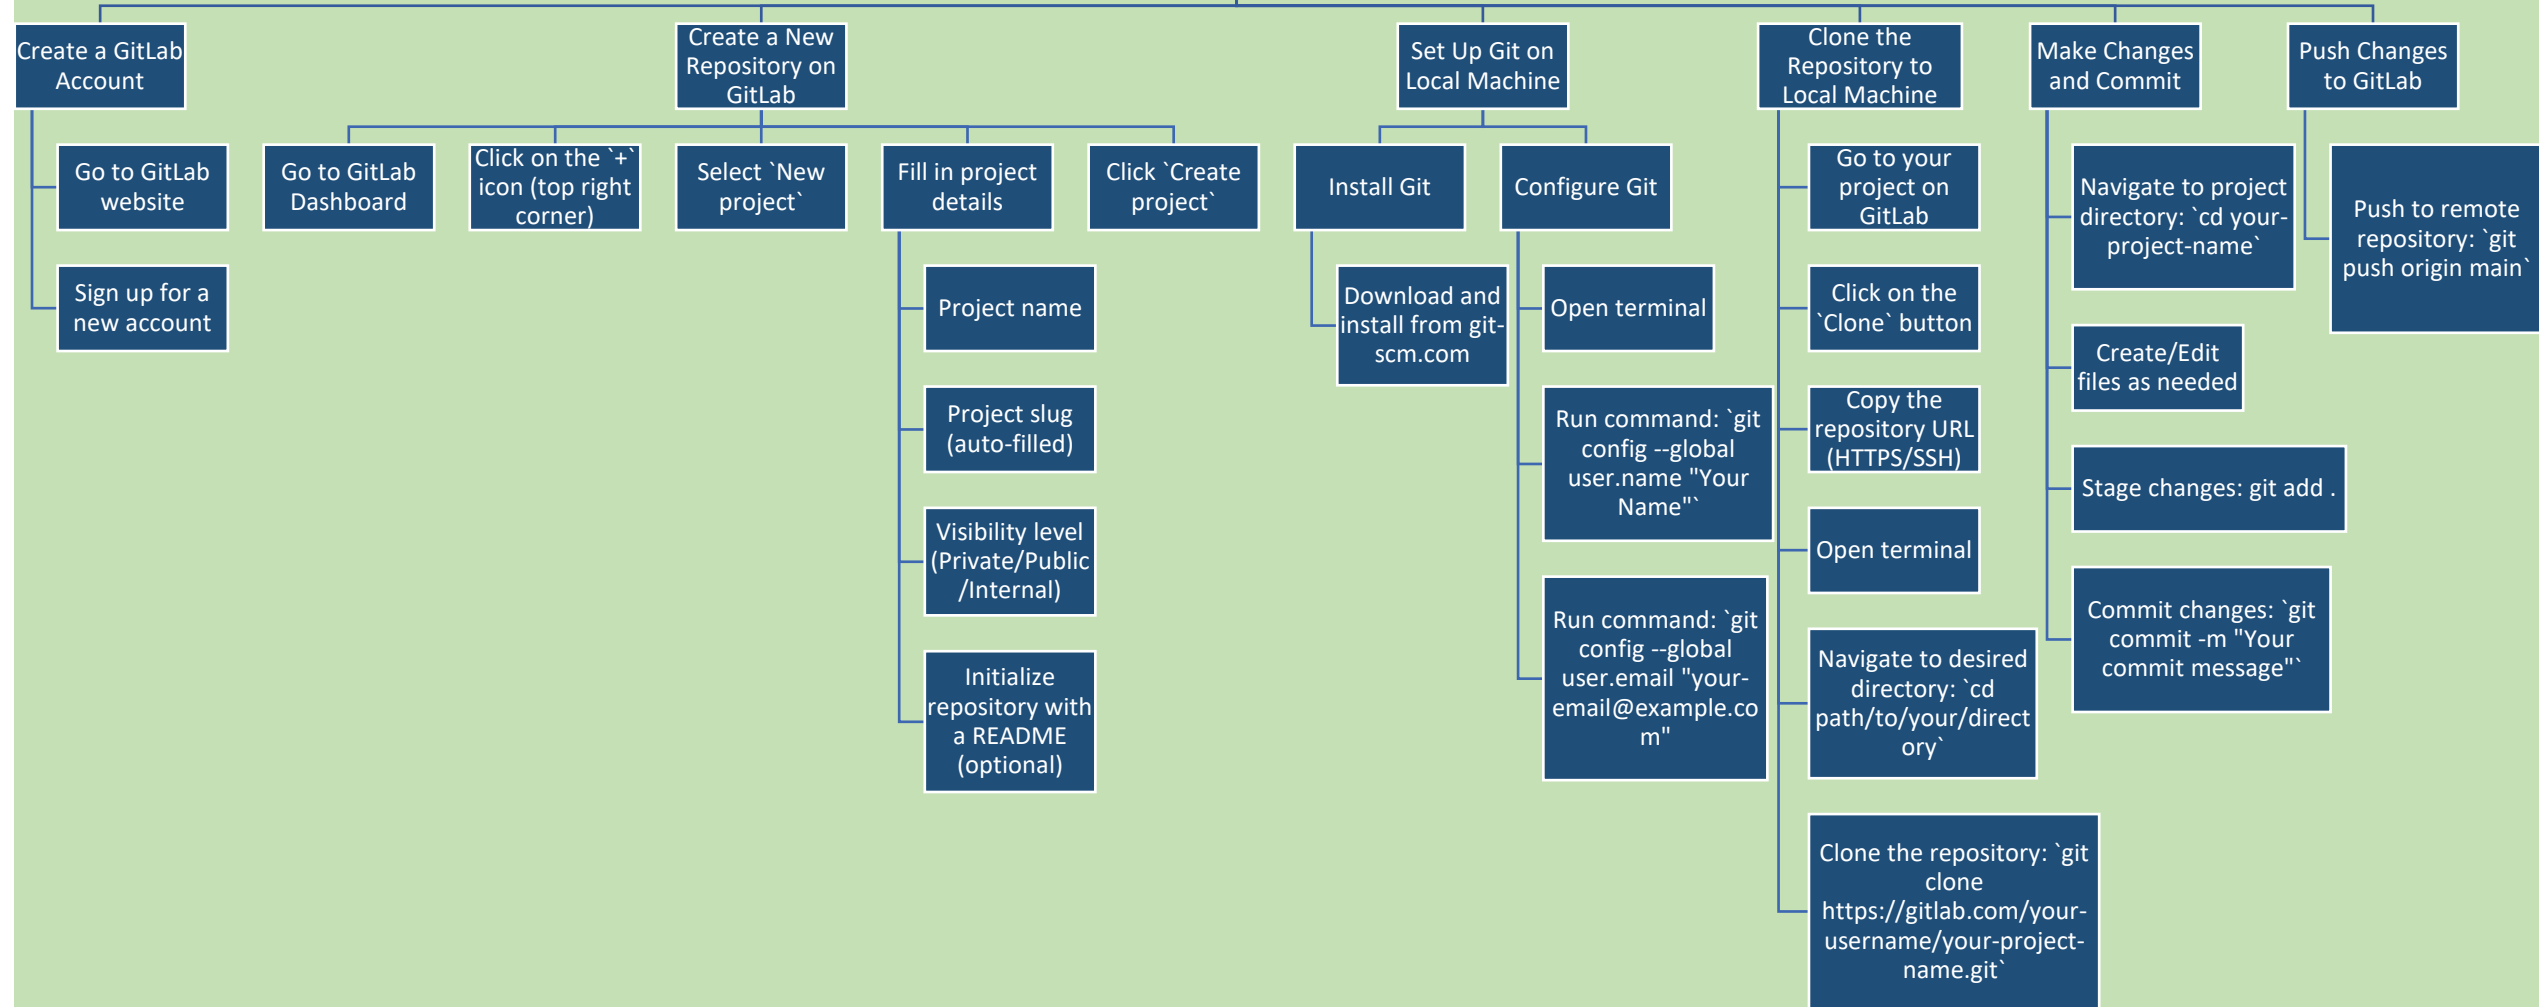 Create a GitLab
Account
Create a New
Repository on
GitLab
Set Up Git on
Local Machine
Clone the
Repository to
Local Machine
Make Changes
and Commit
Push Changes
to GitLab
Go to GitLab
website
Sign up for a
new account
Go to GitLab
Dashboard
Click on the `+`
icon (top right
corner)
Select `New
project`
Fill in project
details
Click `Create
project`
Project name
Project slug
(auto-filled)
Visibility level
(Private/Public
/Internal)
Initialize
repository with
a README
(optional)
Install Git
Configure Git
Download and
install from git-
scm.com
Open terminal
Run command: `git
config --global
user.name "Your
Name"`
Run command: `git
config --global
user.email "your-
email@example.co
m"
Go to your
project on
GitLab
Click on the
`Clone` button
Copy the
repository URL
(HTTPS/SSH)
Open terminal
Navigate to desired
directory: `cd
path/to/your/direct
ory`
Clone the repository: `git
clone
https://gitlab.com/your-
username/your-project-
name.git`
Navigate to project
directory: `cd your-
project-name`
Create/Edit
files as needed
Stage changes: git add .
Commit changes: `git
commit -m "Your
commit message"`
Push to remote
repository: `git
push origin main`